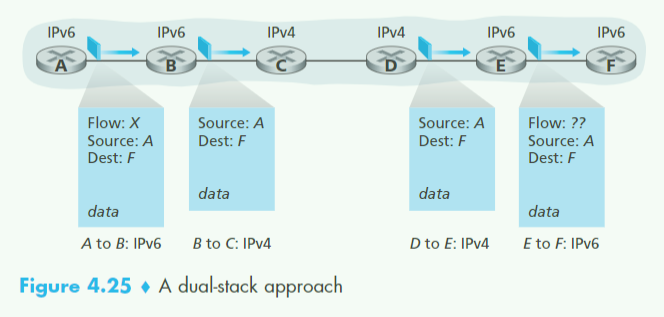 IPv6
IPv6
IPv4
IPv4
IPv6
IPv6
A
B
C
D
E
F
Flow: X
Source: A
Dest: F
data
Source: A
Dest: F
data
Source: A
Dest: F
data
Flow: ??
Source: A
Dest: F
data
A to B: IPv6
B to C: IPv4
D to E: IPv4
E to F: IPv6
Figure 4.25 ♦ A dual-stack approach